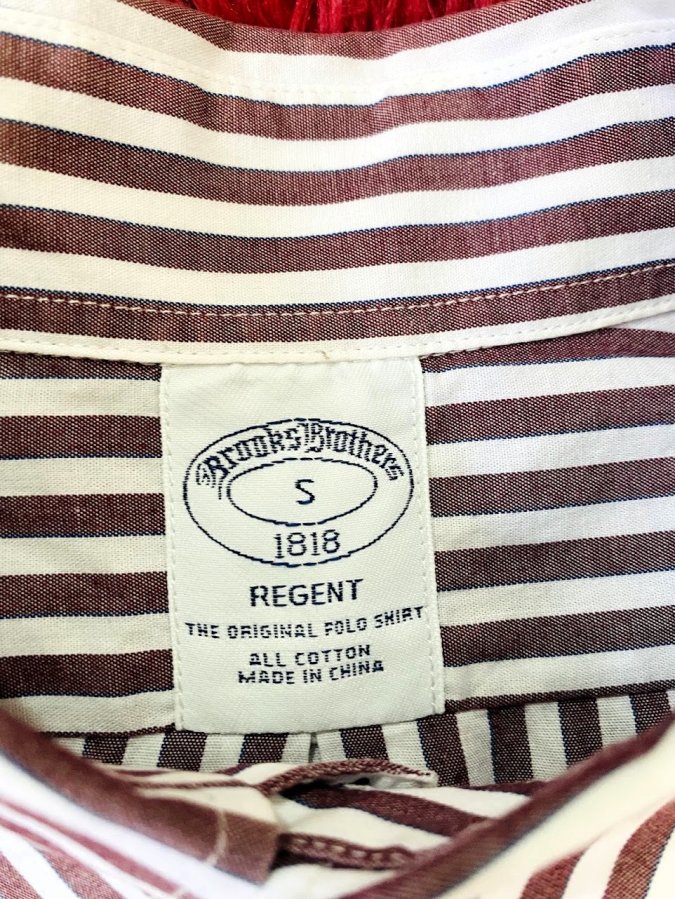 Brooks Brothers
S
1818
REGENT
THE ORIGINAL POLO SHIRT
ALL COTTON
MADE IN CHINA